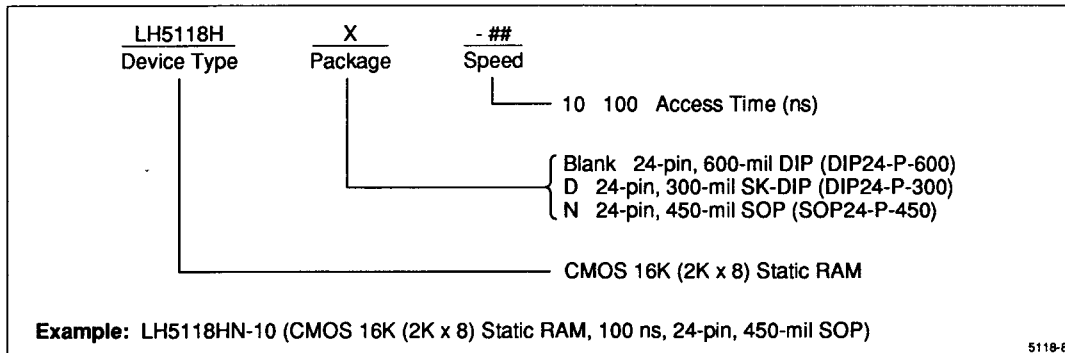 LH5118H X - ##
Device Type Package Speed
10 100 Access Time (ns)
Blank 24-pin, 600-mil DIP (DIP24-P-600)
D 24-pin, 300-mil SK-DIP (DIP24-P-300)
N 24-pin, 450-mil SOP (SOP24-P-450)
CMOS 16K (2K x 8) Static RAM
Example: LH5118HN-10 (CMOS 16K (2K x 8) Static RAM, 100 ns, 24-pin, 450-mil SOP)